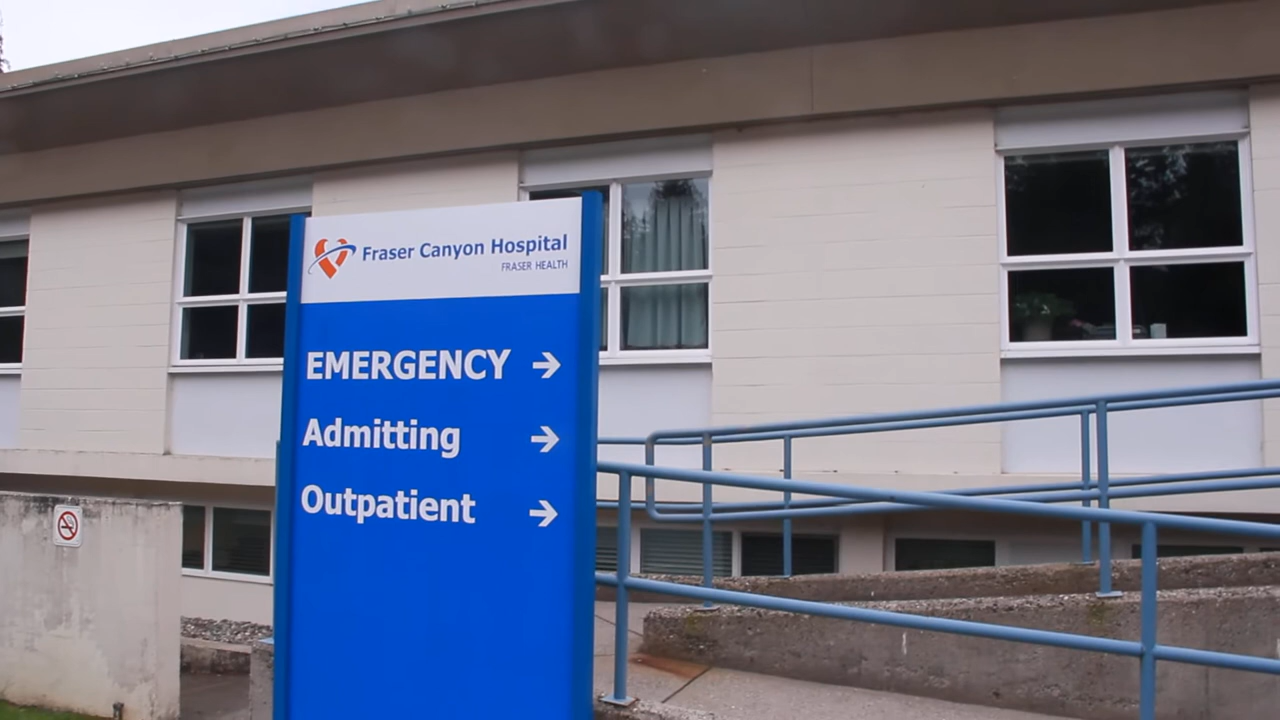 Fraser Canyon Hospital
FRASER HEALTH
EMERGENCY →
Admitting →
Outpatient →